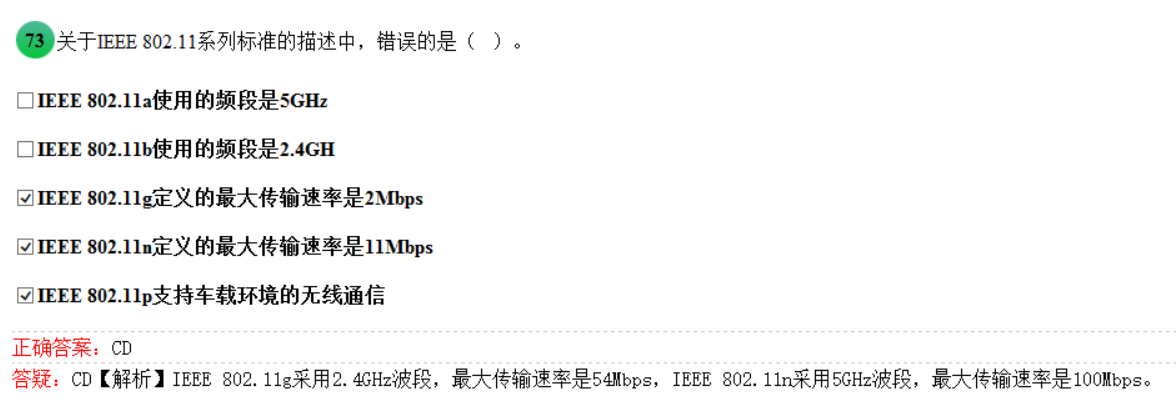 73 关于IEEE 802.11系列标准的描述中，错误的是（ ）。
IEEE 802.11a使用的频段是5GHz
IEEE 802.11b使用的频段是2.4GH
IEEE 802.11g定义的最大传输速率是2Mbps
IEEE 802.11n定义的最大传输速率是11Mbps
IEEE 802.11p支持车载环境的无线通信
正确答案：CD
答疑：CD【解析】IEEE 802.11g采用2.4GHz波段，最大传输速率是54Mbps，IEEE 802.11n采用5GHz波段，最大传输速率是100Mbps。